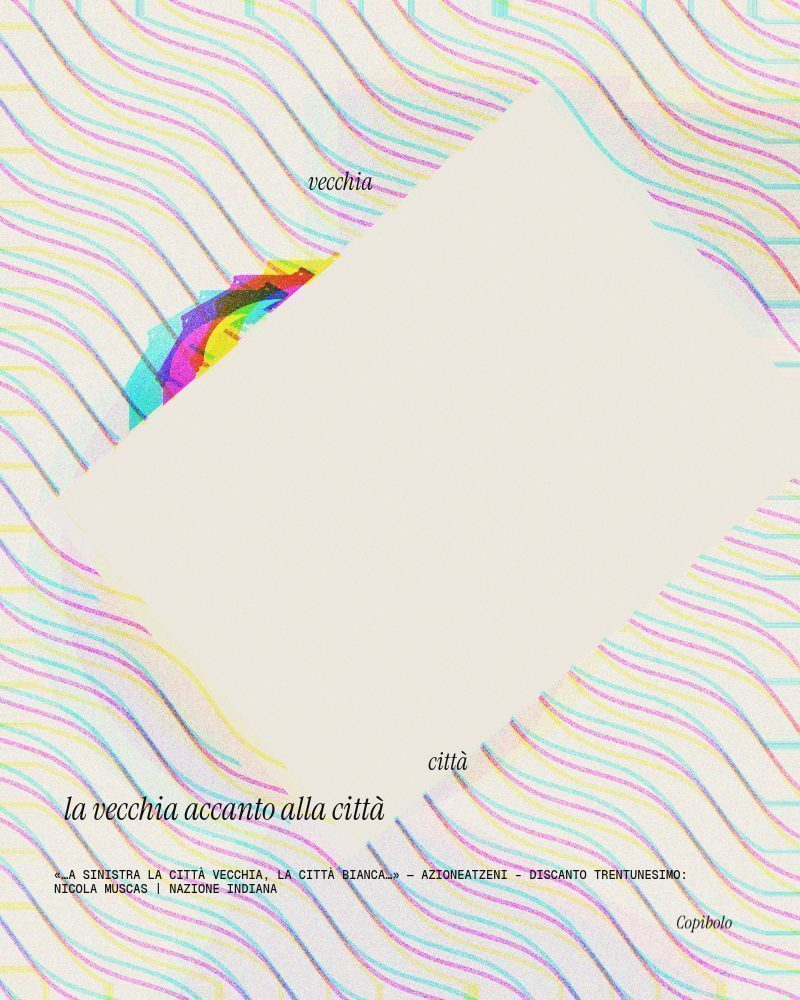 vecchia
città
la vecchia accanto alla città
«…A SINISTRA LA CITTÀ VECCHIA, LA CITTÀ BIANCA…» — AZIONEATZENI – DISCANTO TRENTUNESIMO:
NICOLA MUSCAS | NAZIONE INDIANA
Copibolo